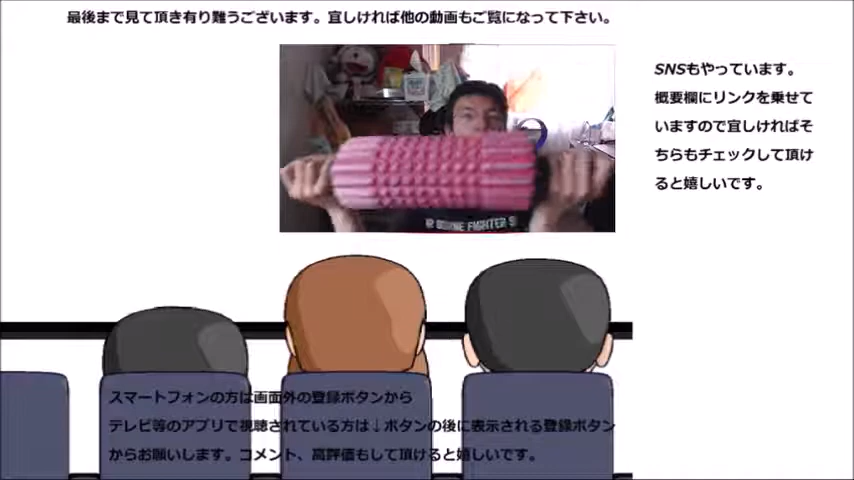 最後まで見て頂き有り難うございます。宜しければ他の動画もご覧になって下さい。
SNSもやっています。
概要欄にリンクを乗せて
いますので宜しければそ
ちらもチェックして頂け
ると嬉しいです。
FIGHTER S
スマートフォンの方は画面外の登録ボタンから
テレビ等のアプリで視聴されている方は↓ボタンの後に表示される登録ボタン
からお願いします。コメント、高評価もして頂けると嬉しいです。